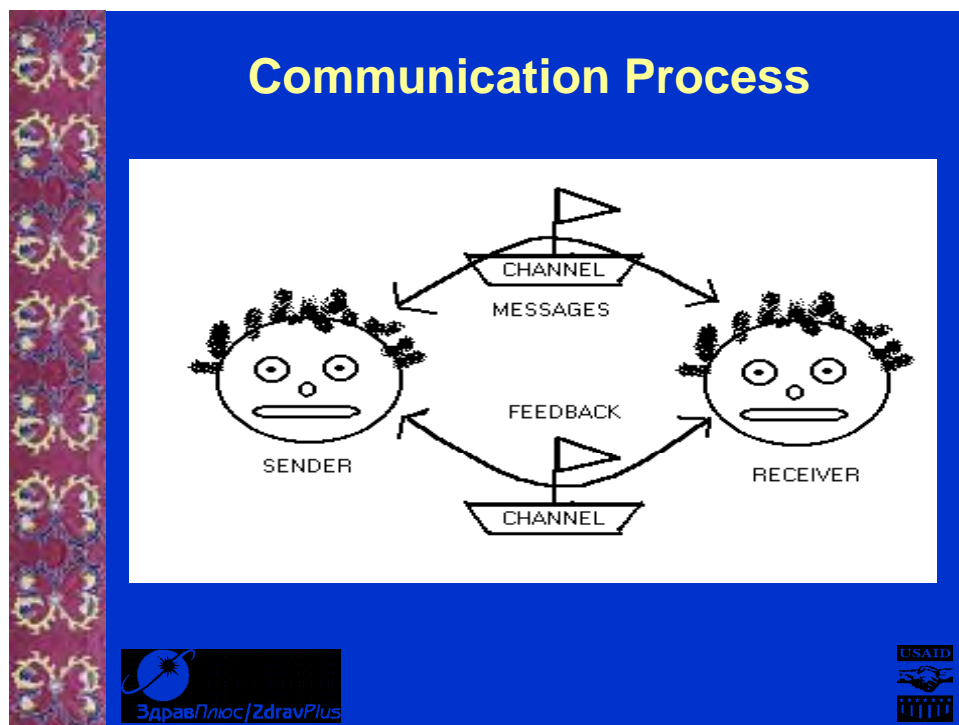 Communication Process
CHANNEL
MESSAGES
FEEDBACK
SENDER
RECEIVER
CHANNEL
USAID
ЗдравПлюс/ZdravPlus